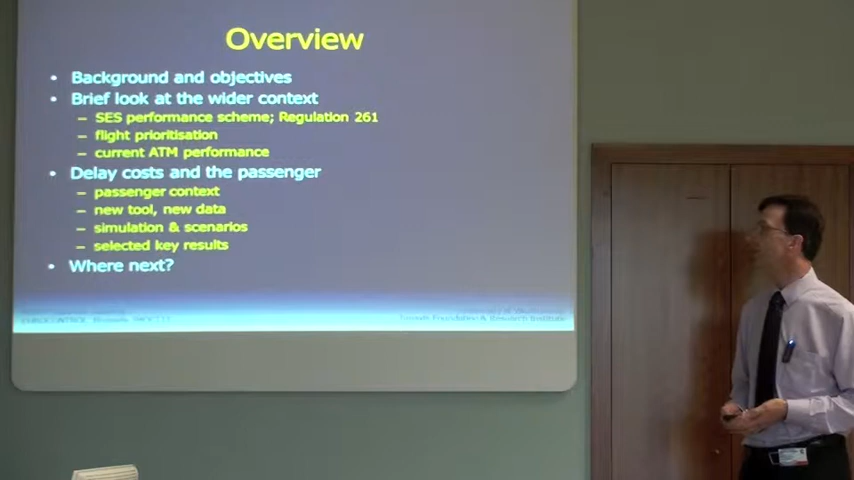 Overview
• Background and objectives
• Brief look at the wider context
– SES performance scheme; Regulation 261
– flight prioritisation
– current ATM performance
• Delay costs and the passenger
– passenger context
– new tool, new data
– simulation & scenarios
– selected key results
• Where next?
& Research Institute